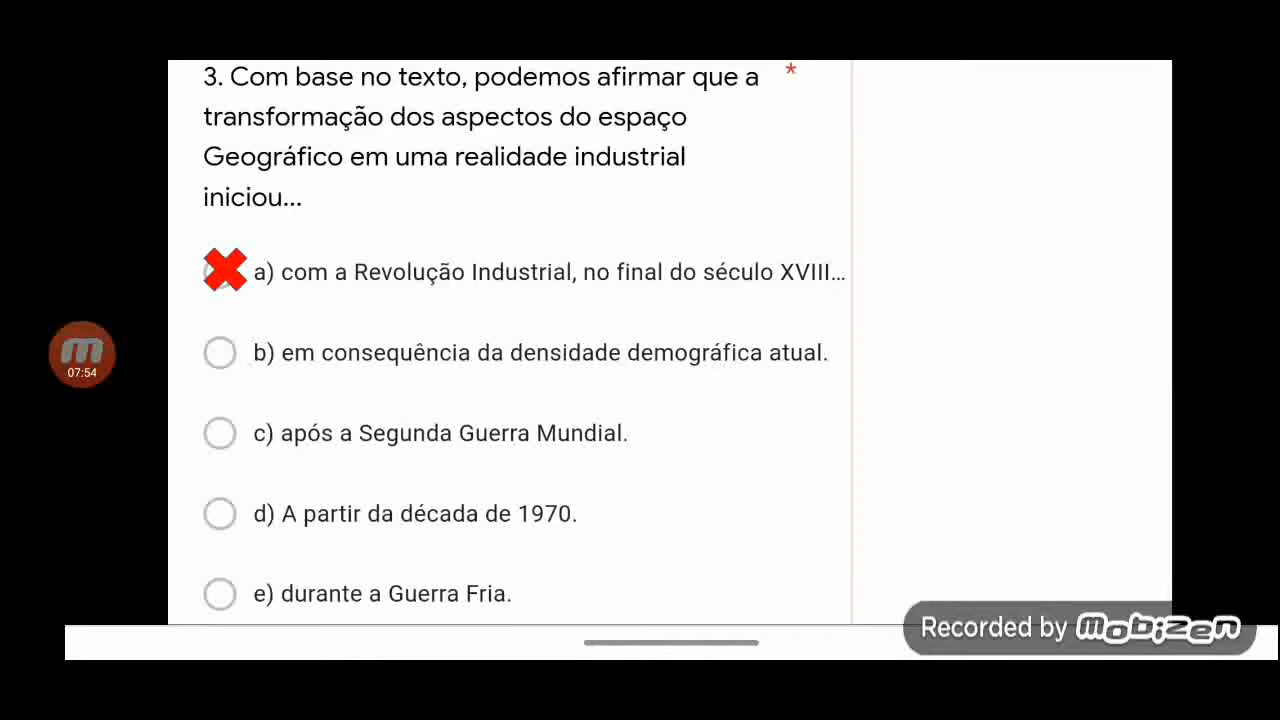 3. Com base no texto, podemos afirmar que a *
transformação dos aspectos do espaço
Geográfico em uma realidade industrial
iniciou...
a) com a Revolução Industrial, no final do século XVIII...
b) em consequência da densidade demográfica atual.
c) após a Segunda Guerra Mundial.
d) A partir da década de 1970.
e) durante a Guerra Fria.
m
07:54
Recorded by mobizen